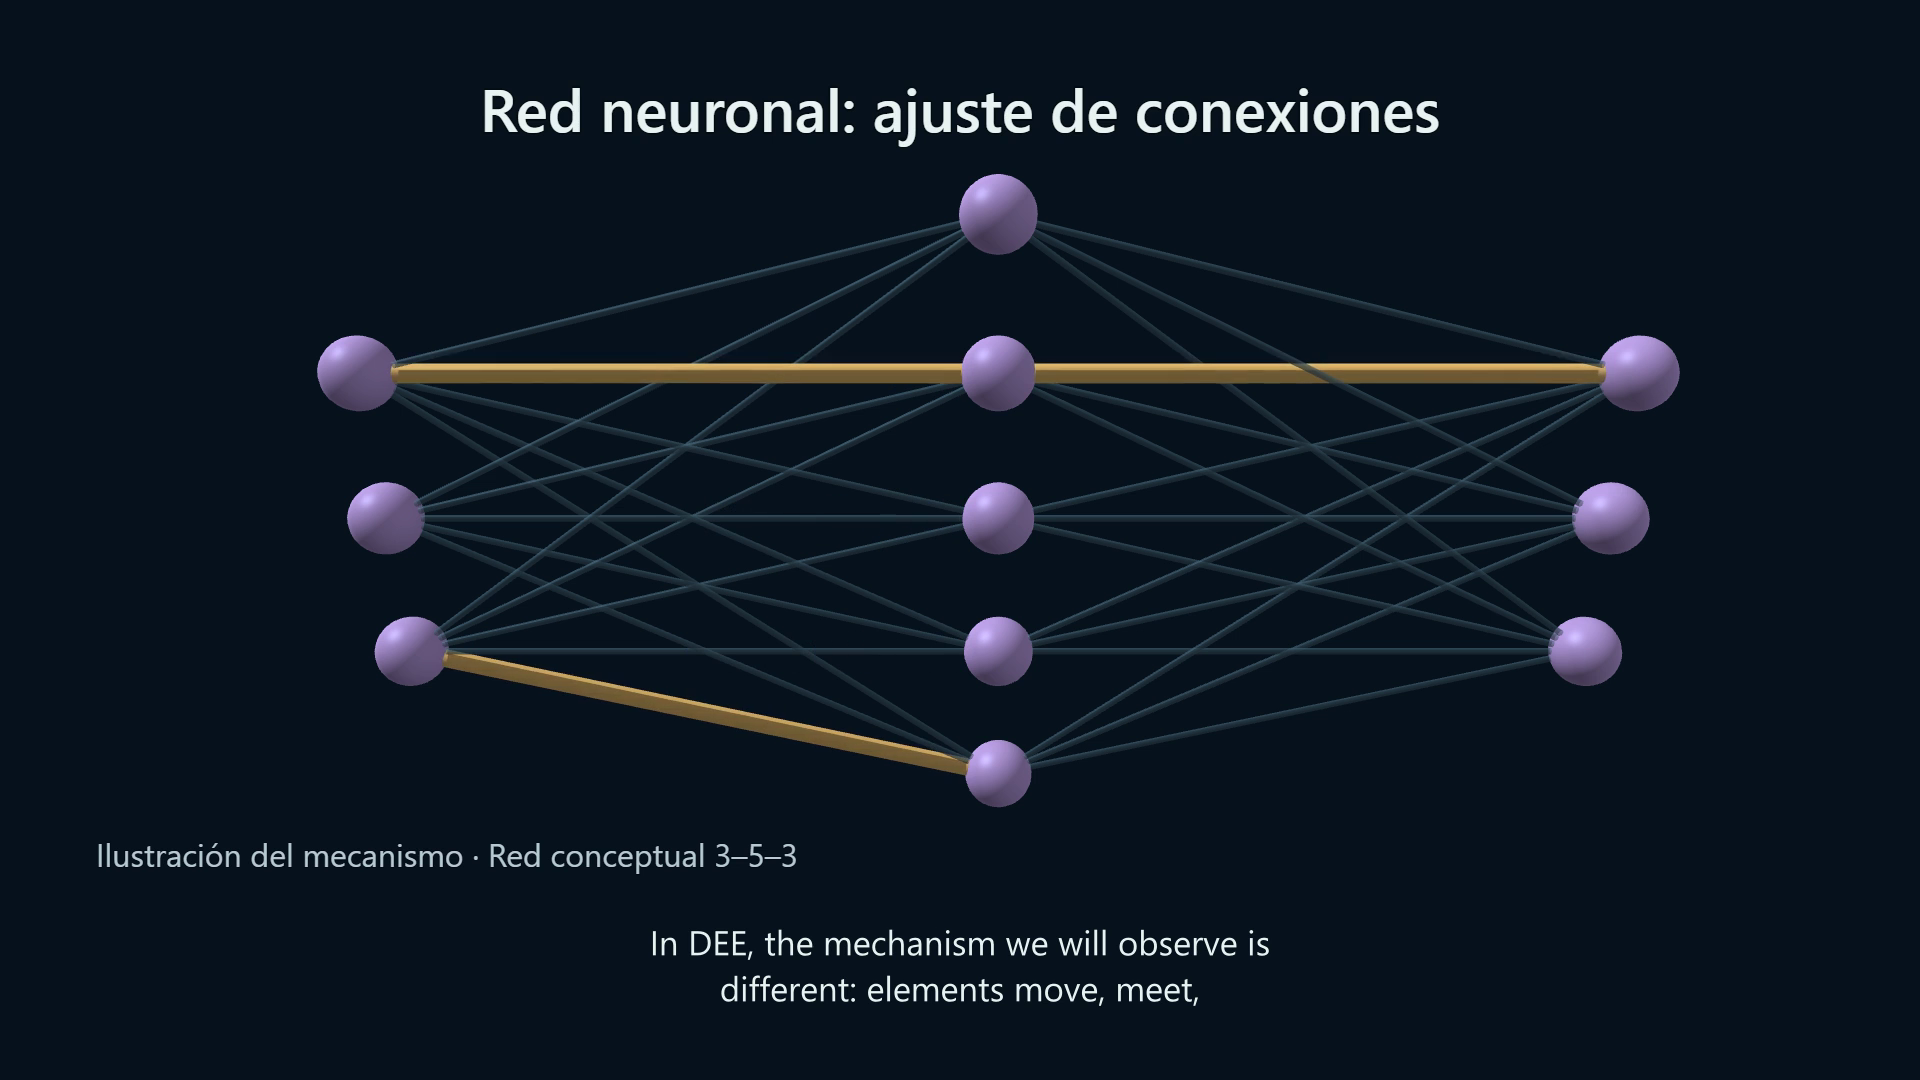 Red neuronal: ajuste de conexiones
Ilustración del mecanismo · Red conceptual 3–5–3
In DEE, the mechanism we will observe is
different: elements move, meet,